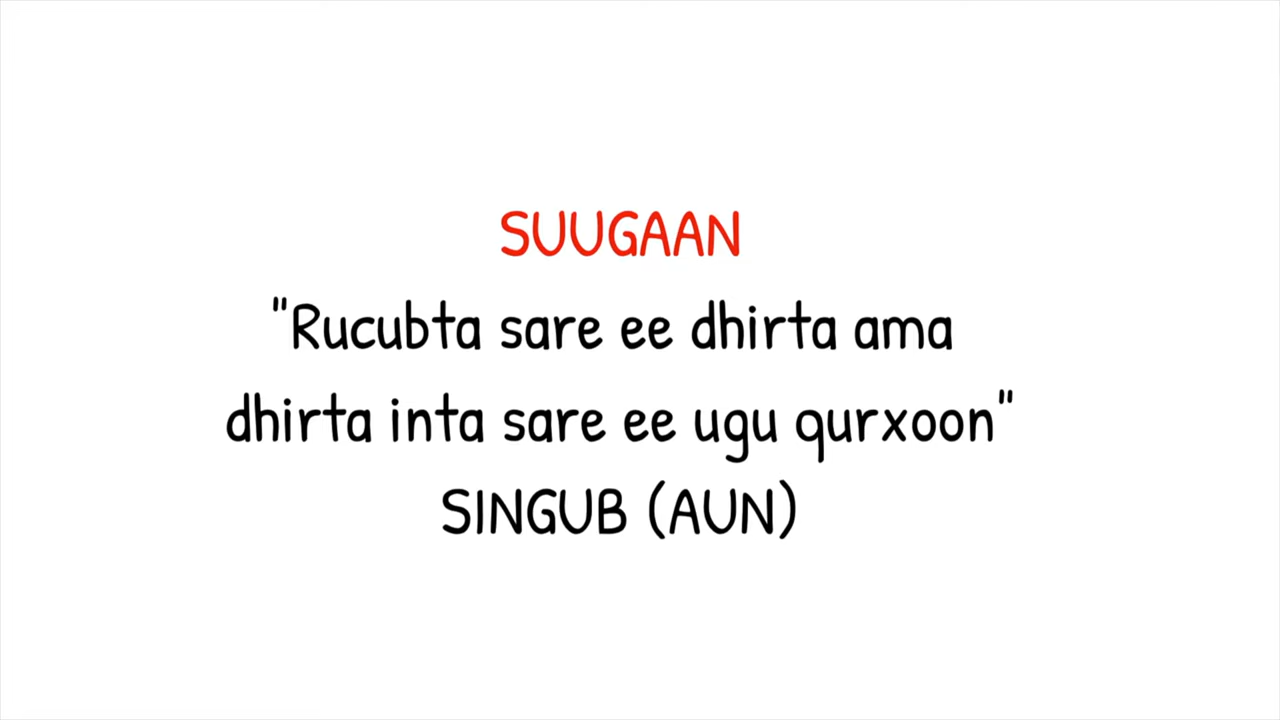 SUUGAAN
"Rucubta sare ee dhirta ama
dhirta inta sare ee ugu qurxoon"
SINGUB (AUN)